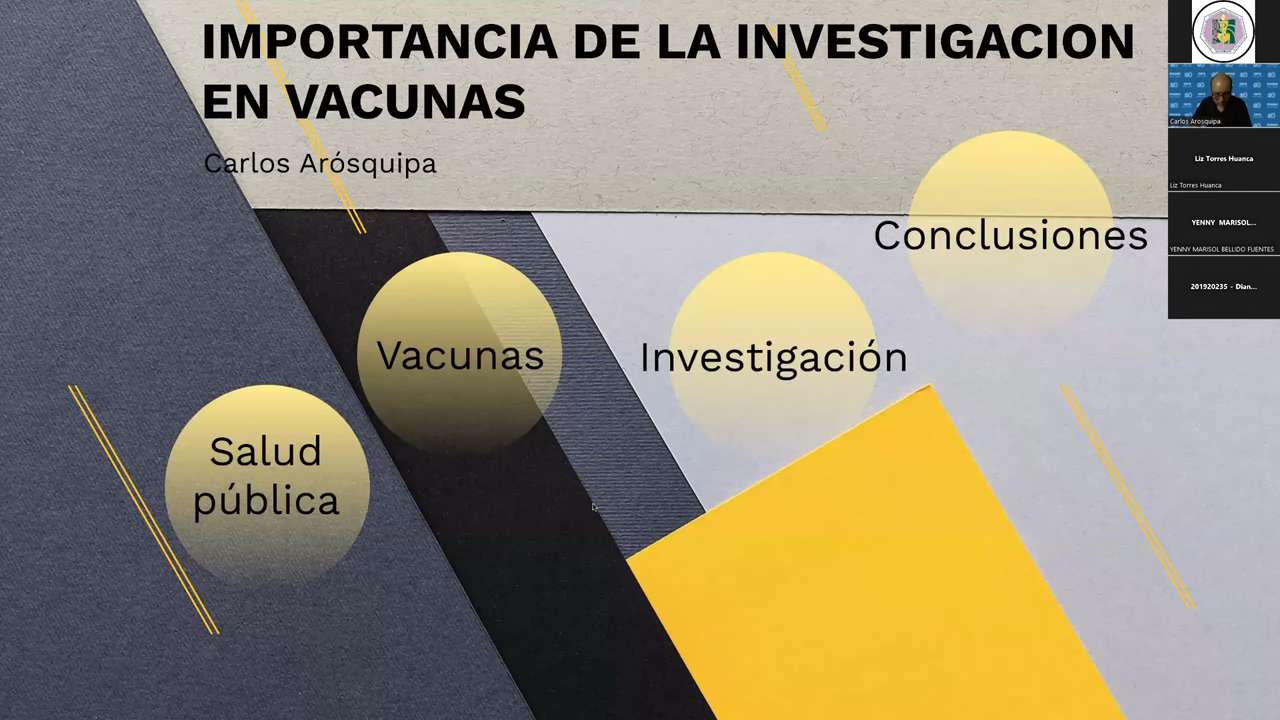 IMPORTANCIA DE LA INVESTIGACION
EN VACUNAS
Carlos Arósquipa
Conclusiones
Vacunas
Investigación
Salud
pública
Carlos Arosquipa
Liz Torres Huanca
Liz Torres Huanca
YENNY MARISOL...
YENNY MARISOL BELLIDO FUENTES
201920235 - Dian...